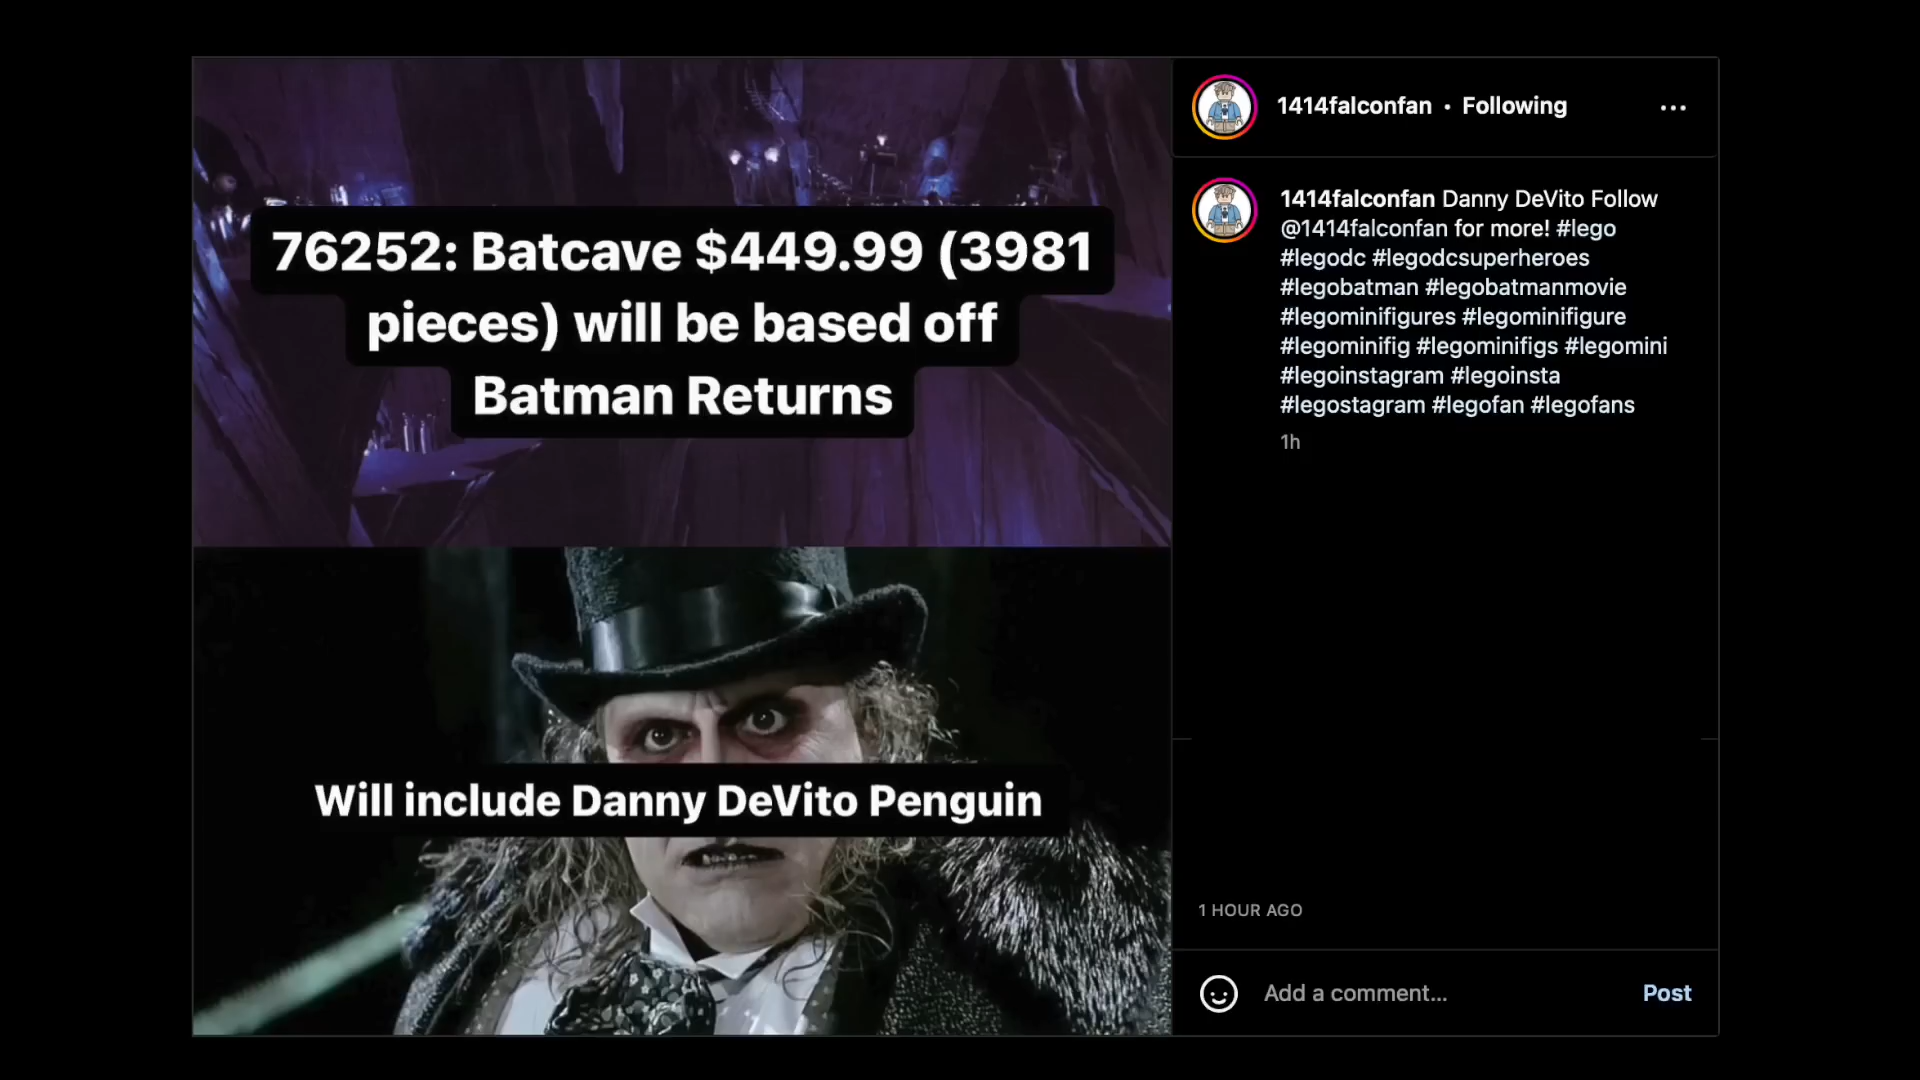 76252: Batcave $449.99 (3981
pieces) will be based off
Batman Returns
Will include Danny DeVito Penguin
1414falconfan • Following
1414falconfan Danny DeVito Follow
@1414falconfan for more! #lego
#legodc #legodcsuperheroes
#legobatman #legobatmanmovie
#legominifigures #legominifigure
#legominifig #legominifigs #legomini
#legoinstagram #legoinsta
#legostagram #legofan #legofans
1h
1 HOUR AGO
Add a comment...
Post